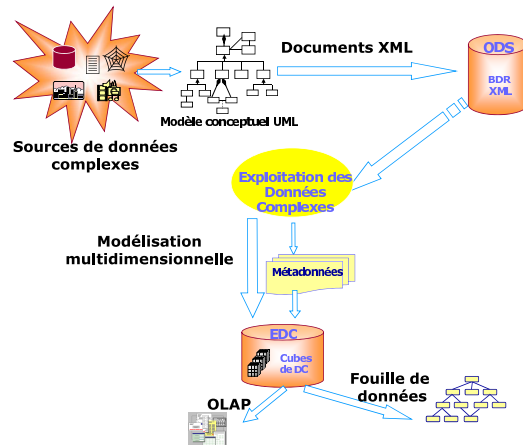 Documents XML
ODS
BDR
XML
Modèle conceptuel UML
Sources de données
complexes
Exploitation des
Données
Complexes
Modélisation
multidimensionnelle
Métadonnées
EDC
Cubes
de DC
Fouille de
données
OLAP